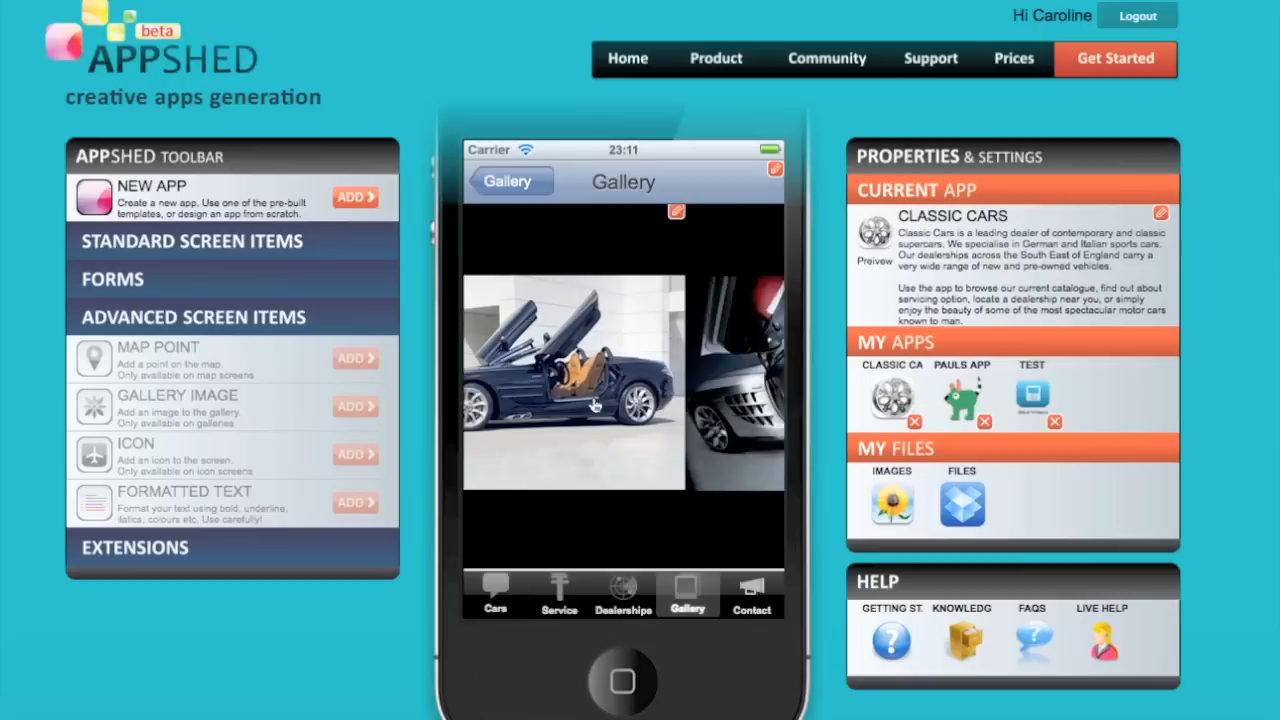 Hi Caroline
Logout
beta
APPSHED
creative apps generation
Home
Product
Community
Support
Prices
Get Started
APPSHED TOOLBAR
NEW APP
Create a new app. Use one of the pre-built
templates, or design an app from scratch.
ADD
STANDARD SCREEN ITEMS
FORMS
ADVANCED SCREEN ITEMS
MAP POINT
Add a point on the map.
Only available on map screens
ADD
GALLERY IMAGE
Add an image to the gallery.
Only available on galleries
ADD
ICON
Add an icon to the screen.
Only available on icon screens
ADD
FORMATTED TEXT
Format your text using bold, underline,
italics, colours etc. Use carefully!
ADD
EXTENSIONS
Carrier
23:11
Gallery
Gallery
Cars
Service
Dealerships
Gallery
Contact
PROPERTIES & SETTINGS
CURRENT APP
CLASSIC CARS
Preivew
Classic Cars is a leading dealer of contemporary and classic
supercars. We specialise in German and Italian sports cars.
Our dealerships across the South East of England carry a
very wide range of new and pre-owned vehicles.
Use the app to browse our current catalogue, find out about
servicing option, locate a dealership near you, or simply
enjoy the beauty of some of the most spectacular motor cars
known to man.
MY APPS
CLASSIC CA
PAULS APP
TEST
MY FILES
IMAGES
FILES
HELP
GETTING ST.
KNOWLEDG
FAQS
LIVE HELP